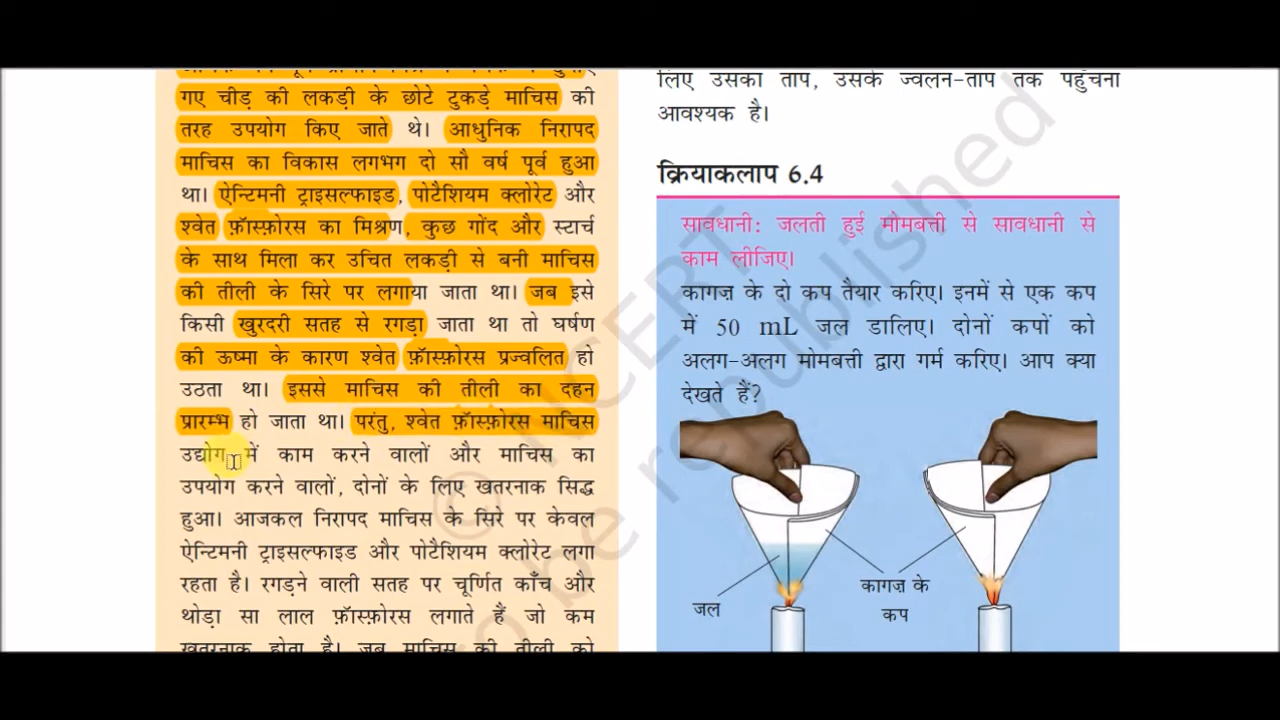 गए चीड़ की लकड़ी के छोटे टुकड़े माचिस की
तरह उपयोग किए जाते थे। आधुनिक निरापद
माचिस का विकास लगभग दो सौ वर्ष पूर्व हुआ
था। ऐन्टिमनी ट्राइसल्फाइड, पोटैशियम क्लोरेट और
श्वेत फ़ॉस्फ़ोरस का मिश्रण, कुछ गोंद और स्टार्च
के साथ मिला कर उचित लकड़ी से बनी माचिस
की तीली के सिरे पर लगाया जाता था। जब इसे
किसी खुरदरी सतह से रगड़ा जाता था तो घर्षण
की ऊष्मा के कारण श्वेत फ़ॉस्फ़ोरस प्रज्वलित हो
उठता था। इससे माचिस की तीली का दहन
प्रारम्भ हो जाता था। परंतु, श्वेत फ़ॉस्फ़ोरस माचिस
उद्योग में काम करने वालों और माचिस का
उपयोग करने वालों, दोनों के लिए खतरनाक सिद्ध
हुआ। आजकल निरापद माचिस के सिरे पर केवल
ऐन्टिमनी ट्राइसल्फाइड और पोटैशियम क्लोरेट लगा
रहता है। रगड़ने वाली सतह पर चूर्णित काँच और
थोड़ा सा लाल फ़ॉस्फ़ोरस लगाते हैं जो कम
खतरनाक होता है। जब माचिस की तीली को
लिए उसका ताप, उसके ज्वलन-ताप तक पहुँचना
आवश्यक है।
क्रियाकलाप 6.4
सावधानी: जलती हुई मोमबत्ती से सावधानी से
काम लीजिए।
कागज़ के दो कप तैयार करिए। इनमें से एक कप
में 50 mL जल डालिए। दोनों कपों को
अलग-अलग मोमबत्ती द्वारा गर्म करिए। आप क्या
देखते हैं?
जल
कागज़ के
कप
© NCERT
be republished